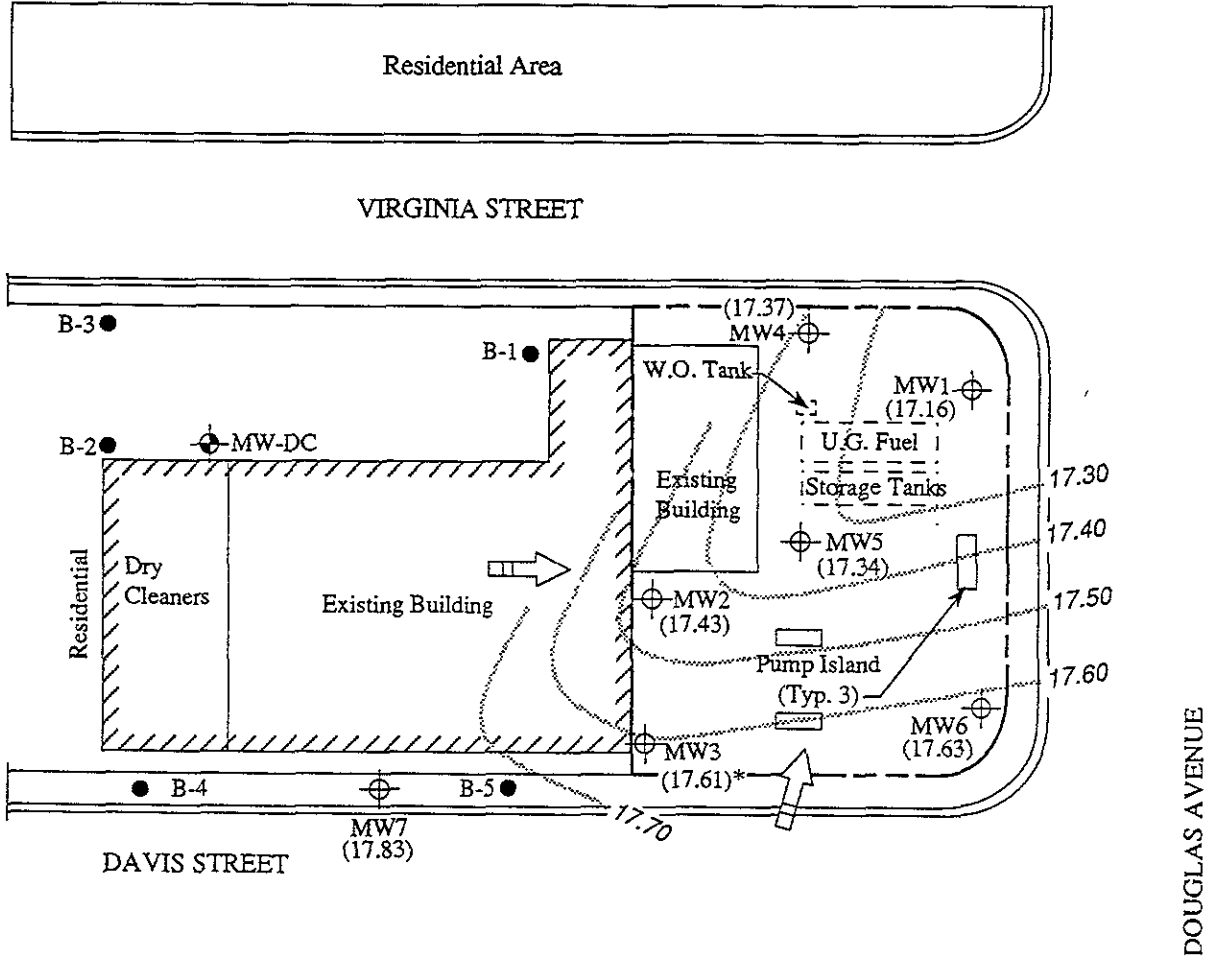 Residential Area
VIRGINIA STREET
B-3
B-1
(17.37)
MW4
W.O. Tank
MW1
(17.16)
B-2
MW-DC
U.G. Fuel
Storage Tanks
17.30
Existing
Building
17.40
MW5
(17.34)
Residential
Dry
Cleaners
Existing Building
MW2
(17.43)
17.50
Pump Island
(Typ. 3)
17.60
MW6
(17.63)
MW3
(17.61)*
B-4
B-5
MW7
(17.83)
17.70
DAVIS STREET
DOUGLAS AVENUE